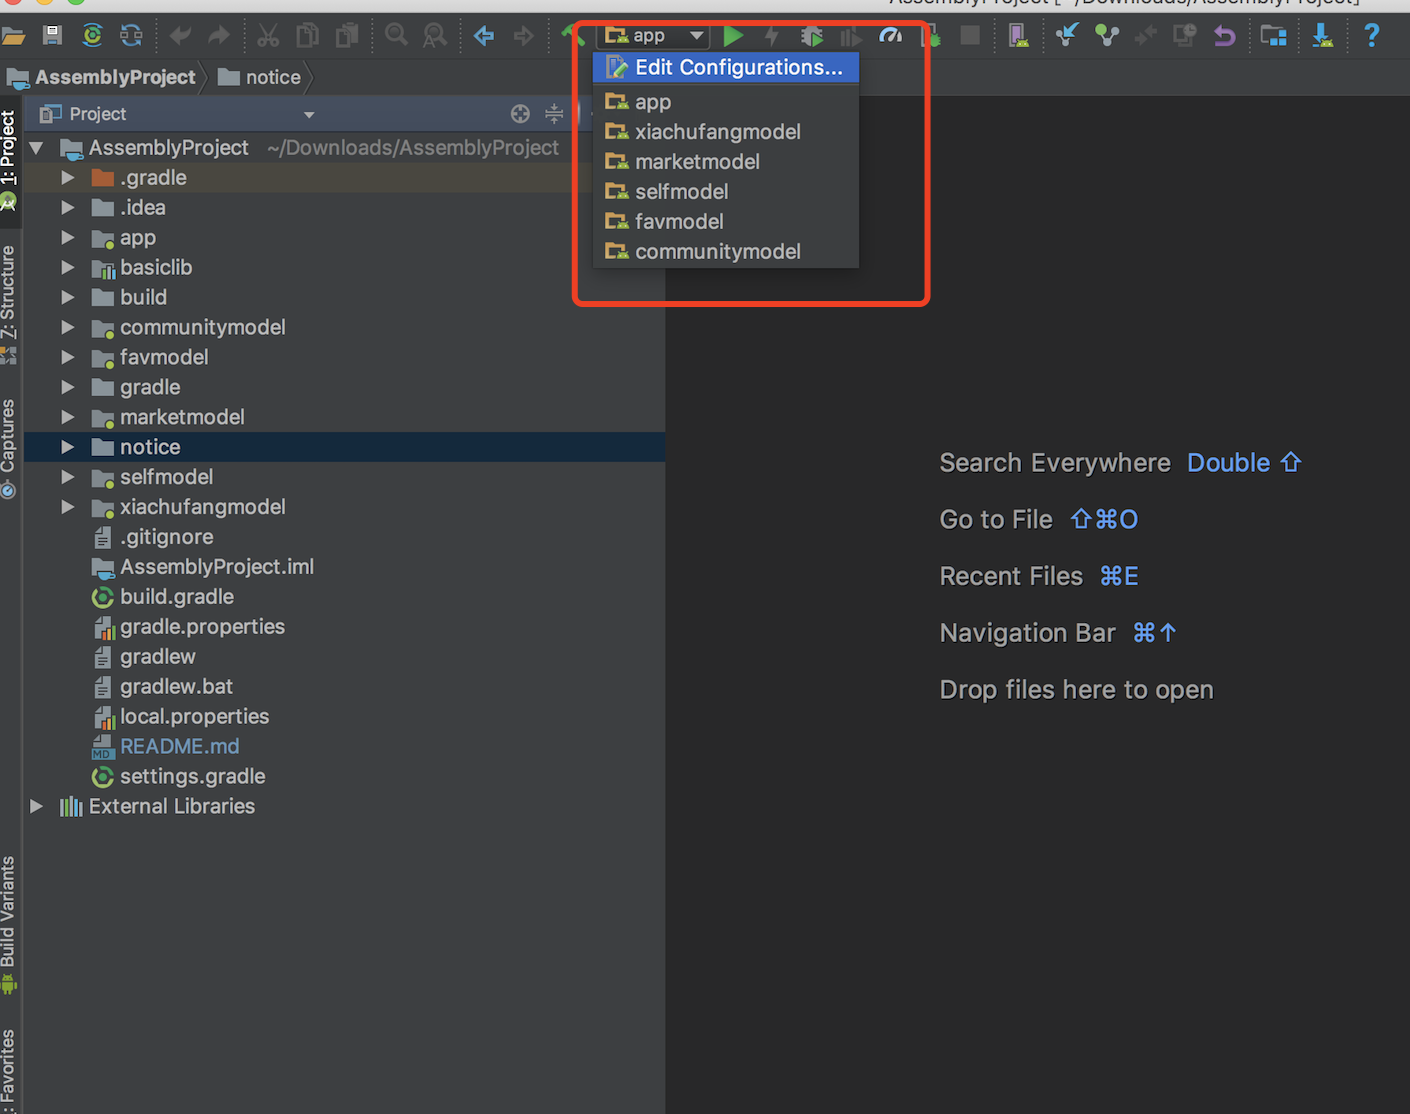 AssemblyProject [~/Downloads/AssemblyProject]
app
AssemblyProject
notice
Edit Configurations...
app
xiachufangmodel
marketmodel
selfmodel
favmodel
communitymodel
Project
AssemblyProject ~/Downloads/AssemblyProject
.gradle
.idea
app
basiclib
build
communitymodel
favmodel
gradle
marketmodel
notice
selfmodel
xiachufangmodel
.gitignore
AssemblyProject.iml
build.gradle
gradle.properties
gradlew
gradlew.bat
local.properties
MD README.md
settings.gradle
External Libraries
1: Project
7: Structure
Captures
Build Variants
: Favorites
Search Everywhere Double ⇧
Go to File ⇧⌘O
Recent Files ⌘E
Navigation Bar ⌘↑
Drop files here to open